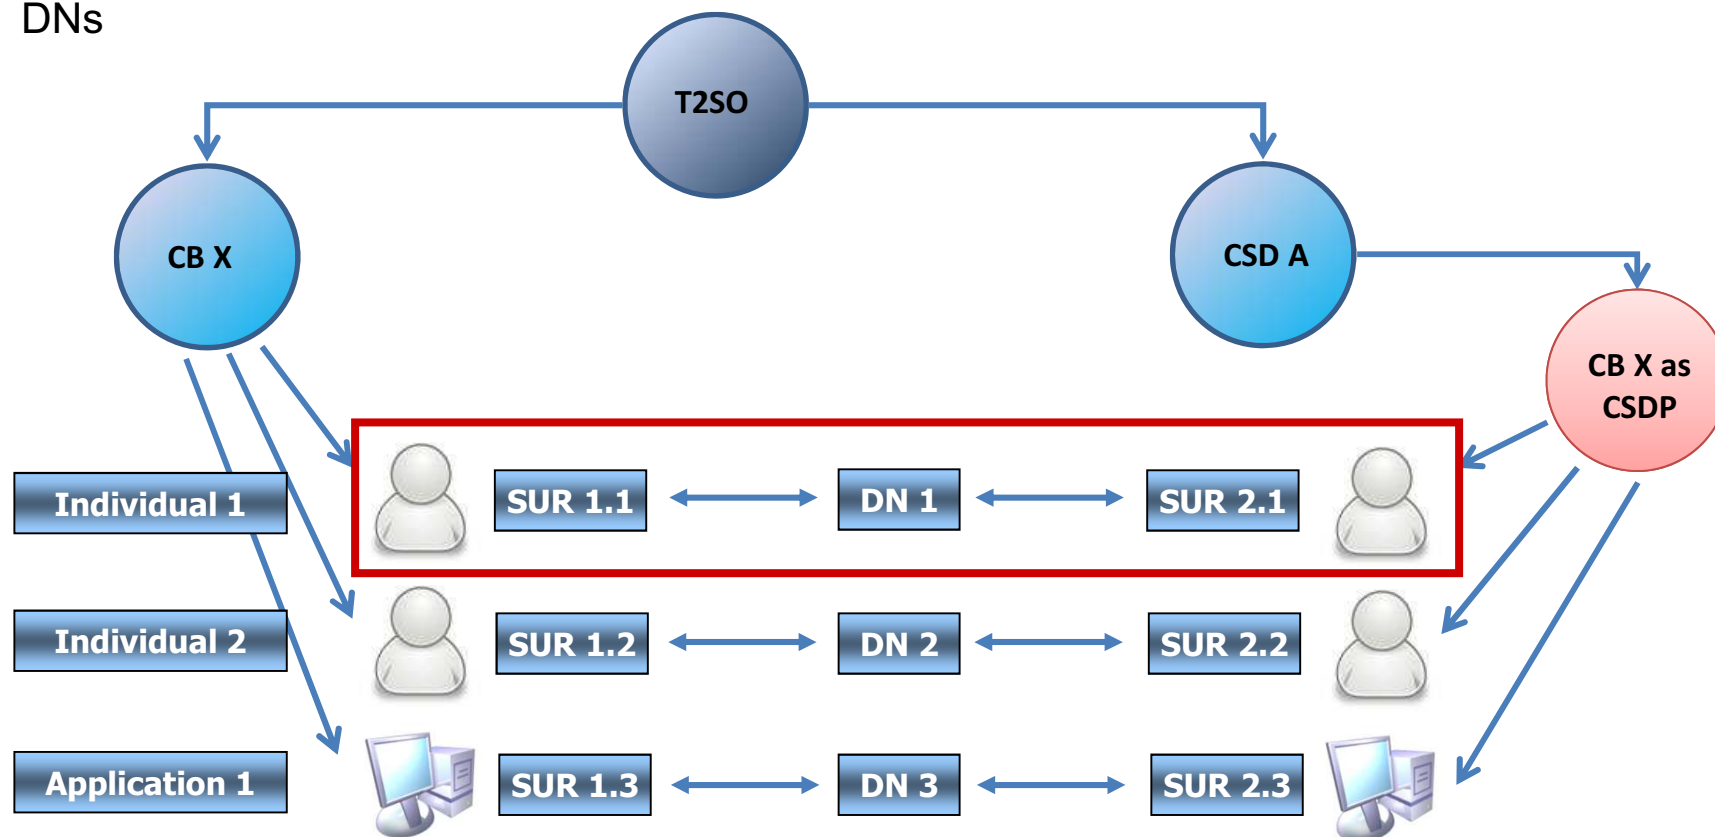 DNs
T2SO
CB X
CSD A
CB X as
CSDP
Individual 1
SUR 1.1
DN 1
SUR 2.1
Individual 2
SUR 1.2
DN 2
SUR 2.2
Application 1
SUR 1.3
DN 3
SUR 2.3